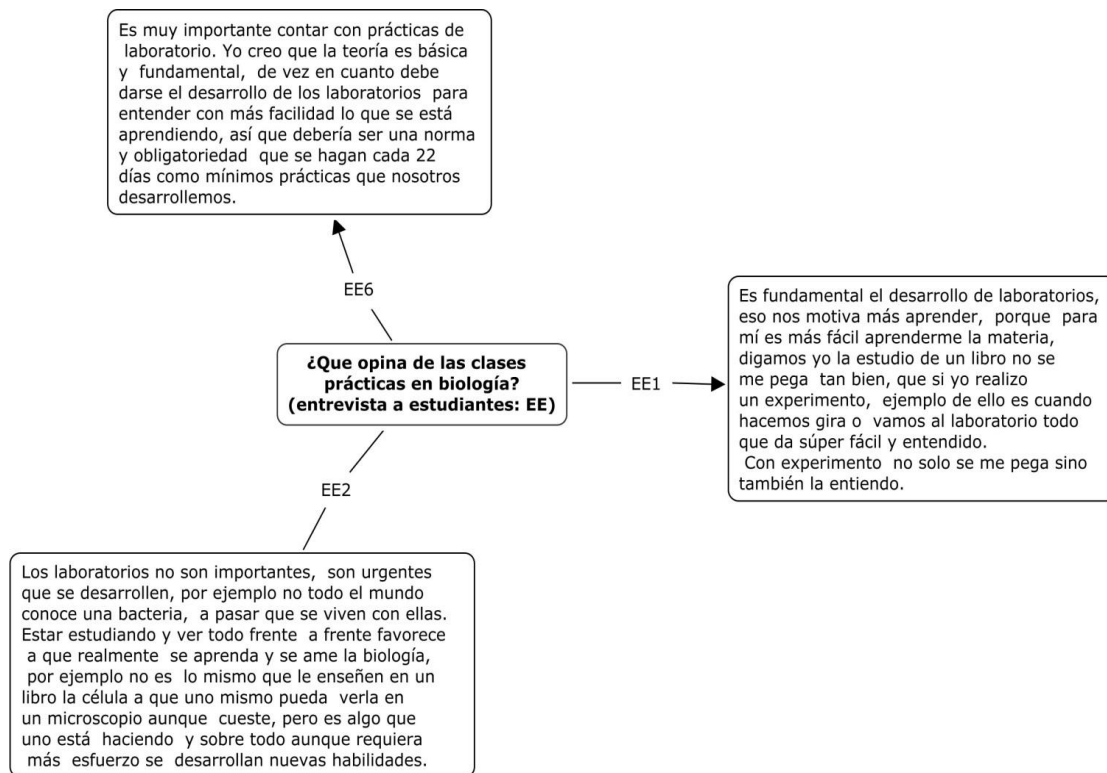 Es muy importante contar con prácticas de
laboratorio. Yo creo que la teoría es básica
y fundamental, de vez en cuanto debe
darse el desarrollo de los laboratorios para
entender con más facilidad lo que se está
aprendiendo, así que debería ser una norma
y obligatoriedad que se hagan cada 22
días como mínimos prácticas que nosotros
desarrollemos.
EE6
¿Que opina de las clases
prácticas en biología?
(entrevista a estudiantes: EE)
EE1
Es fundamental el desarrollo de laboratorios,
eso nos motiva más aprender, porque para
mí es más fácil aprenderme la materia,
digamos yo la estudio de un libro no se
me pega tan bien, que si yo realizo
un experimento, ejemplo de ello es cuando
hacemos gira o vamos al laboratorio todo
que da súper fácil y entendido.
Con experimento no solo se me pega sino
también la entiendo.
EE2
Los laboratorios no son importantes, son urgentes
que se desarrollen, por ejemplo no todo el mundo
conoce una bacteria, a pasar que se viven con ellas.
Estar estudiando y ver todo frente a frente favorece
a que realmente se aprenda y se ame la biología,
por ejemplo no es lo mismo que le enseñen en un
libro la célula a que uno mismo pueda verla en
un microscopio aunque cueste, pero es algo que
uno está haciendo y sobre todo aunque requiera
más esfuerzo se desarrollan nuevas habilidades.